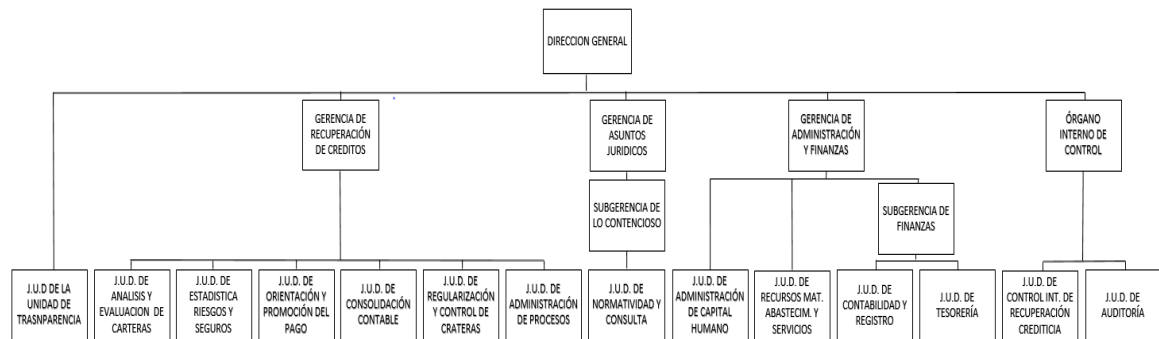 DIRECCION GENERAL
GERENCIA DE
RECUPERACIÓN
DE CREDITOS
GERENCIA DE
ASUNTOS
JURIDICOS
GERENCIA DE
ADMINISTRACIÓN
Y FINANZAS
ÓRGANO
INTERNO DE
CONTROL
SUBGERENCIA DE
LO CONTENCIOSO
SUBGERENCIA DE
FINANZAS
J.U.D DE LA
UNIDAD DE
TRASNPARENCIA
J.U.D. DE
ANALISIS Y
EVALUACION DE
CARTERAS
J.U.D. DE
ESTADISTICA
RIESGOS Y
SEGUROS
J.U.D. DE
ORIENTACIÓN Y
PROMOCIÓN DEL
PAGO
J.U.D. DE
CONSOLIDACIÓN
CONTABLE
J.U.D. DE
REGULARIZACIÓN
Y CONTROL DE
CRATERAS
J.U.D. DE
ADMINISTRACIÓN
DE PROCESOS
J.U.D. DE
NORMATIVIDAD Y
CONSULTA
J.U.D. DE
ADMINISTRACIÓN
DE CAPITAL
HUMANO
J.U.D. DE
RECURSOS MAT.
ABASTECIM. Y
SERVICIOS
J.U.D. DE
CONTABILIDAD Y
REGISTRO
J.U.D. DE
TESORERÍA
J.U.D. DE
CONTROL INT. DE
RECUPERACIÓN
CREDITICIA
J.U.D. DE
AUDITORÍA